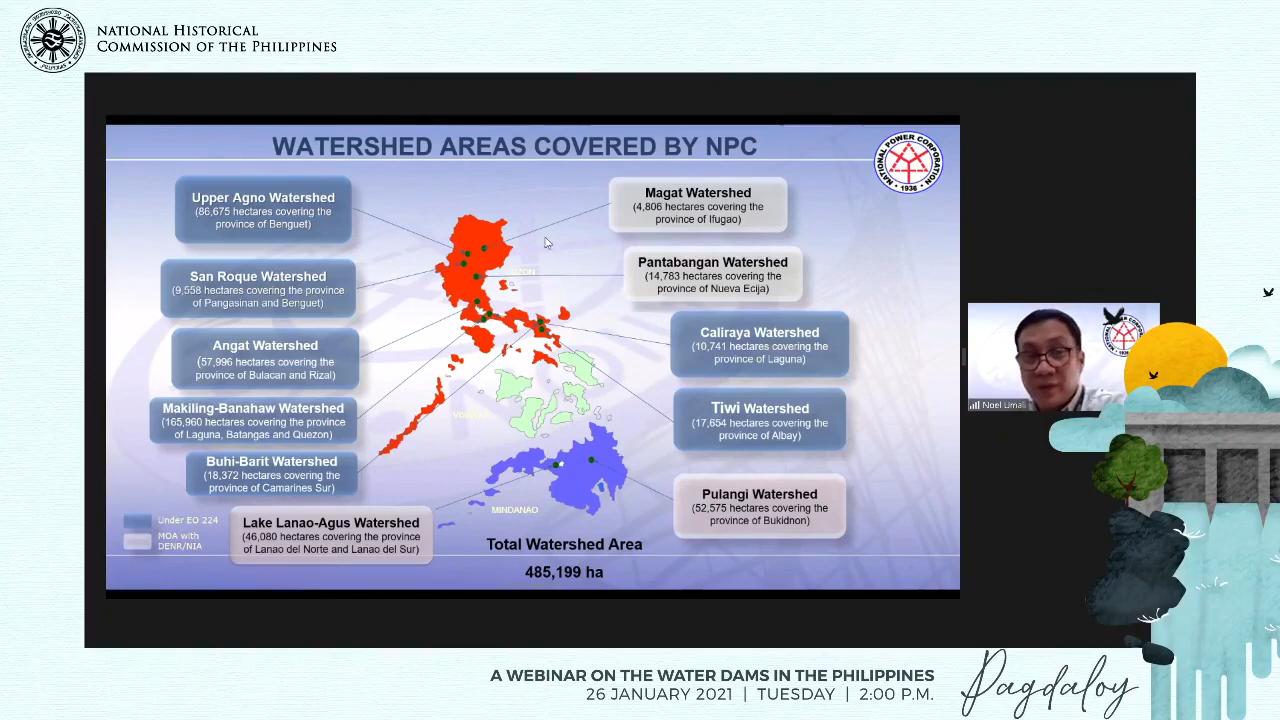 NATIONAL HISTORICAL
COMMISSION OF THE PHILIPPINES
WATERSHED AREAS COVERED BY NPC
NATIONAL POWER CORPORATION
1936
Upper Agno Watershed
(86,675 hectares covering the
province of Benguet)
San Roque Watershed
(9,558 hectares covering the province
of Pangasinan and Benguet)
Angat Watershed
(57,996 hectares covering the
province of Bulacan and Rizal)
Makiling-Banahaw Watershed
(165,960 hectares covering the province
of Laguna, Batangas and Quezon)
Buhi-Barit Watershed
(18,372 hectares covering the
province of Camarines Sur)
Lake Lanao-Agus Watershed
(46,080 hectares covering the province
of Lanao del Norte and Lanao del Sur)
Under EO 224
MOA with
DENR/NIA
Magat Watershed
(4,806 hectares covering the
province of Ifugao)
Pantabangan Watershed
(14,783 hectares covering the
province of Nueva Ecija)
Caliraya Watershed
(10,741 hectares covering the
province of Laguna)
Tiwi Watershed
(17,654 hectares covering the
province of Albay)
Pulangi Watershed
(52,575 hectares covering the
province of Bukidnon)
MINDANAO
Total Watershed Area
485,199 ha
Noel Umali
A WEBINAR ON THE WATER DAMS IN THE PHILIPPINES
26 JANUARY 2021 | TUESDAY | 2:00 P.M.
Pagdaloy